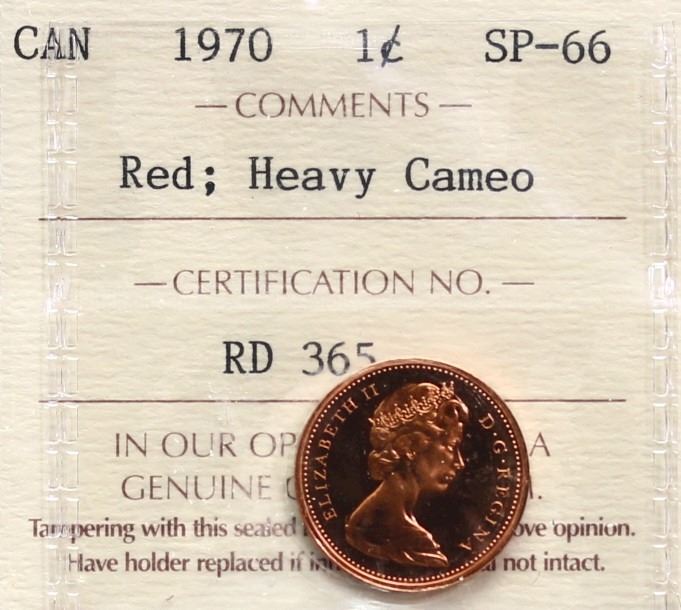 CAN 1970 1¢ SP-66
— COMMENTS —
Red; Heavy Cameo
— CERTIFICATION NO. —
RD 365
IN OUR OP A
GENUINE
Tampering with this sealed ove opinion.
Have holder replaced if in not intact.
ELIZABETH II D·G·REGINA